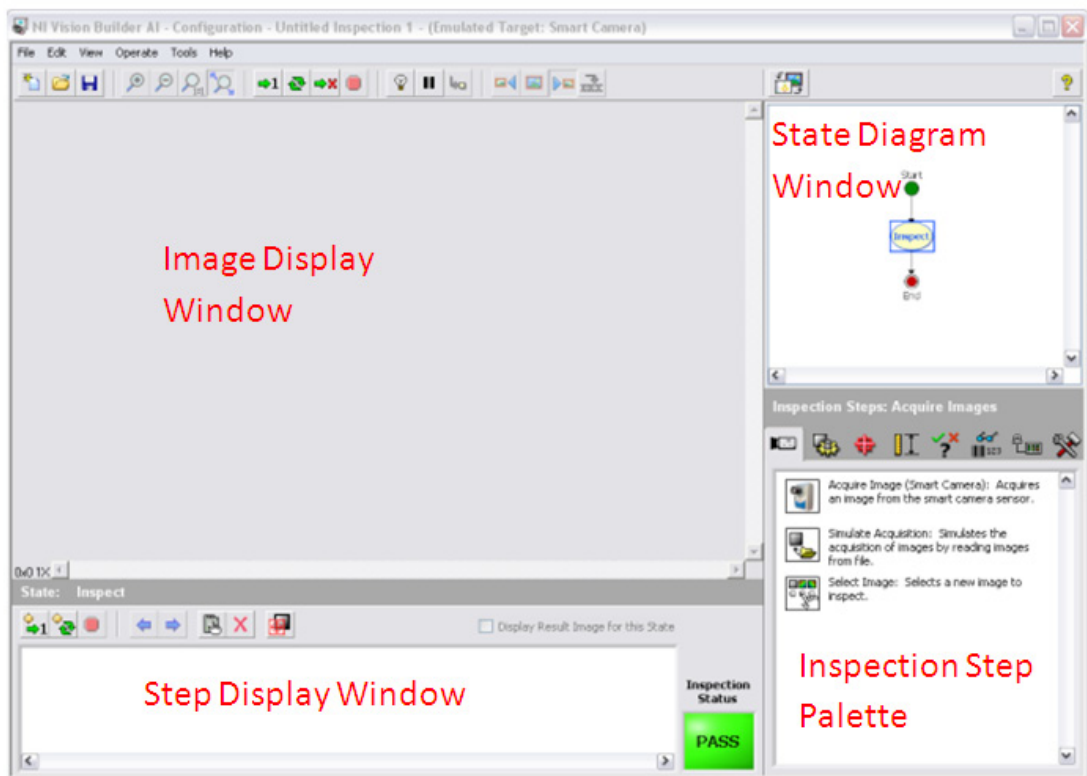 NI Vision Builder AI - Configuration - Untitled Inspection 1 - (Emulated Target: Smart Camera)
File Edit View Operate Tools Help
State Diagram
Window
Start
Inspect
End
Image Display
Window
0x0 1X
Inspection Steps: Acquire Images
Acquire Image (Smart Camera): Acquires
an image from the smart camera sensor.
Simulate Acquisition: Simulates the
acquisition of images by reading images
from file.
Select Image: Selects a new image to
inspect.
Inspection Step
Palette
State: Inspect
Display Result Image for this State
Step Display Window
Inspection
Status
PASS